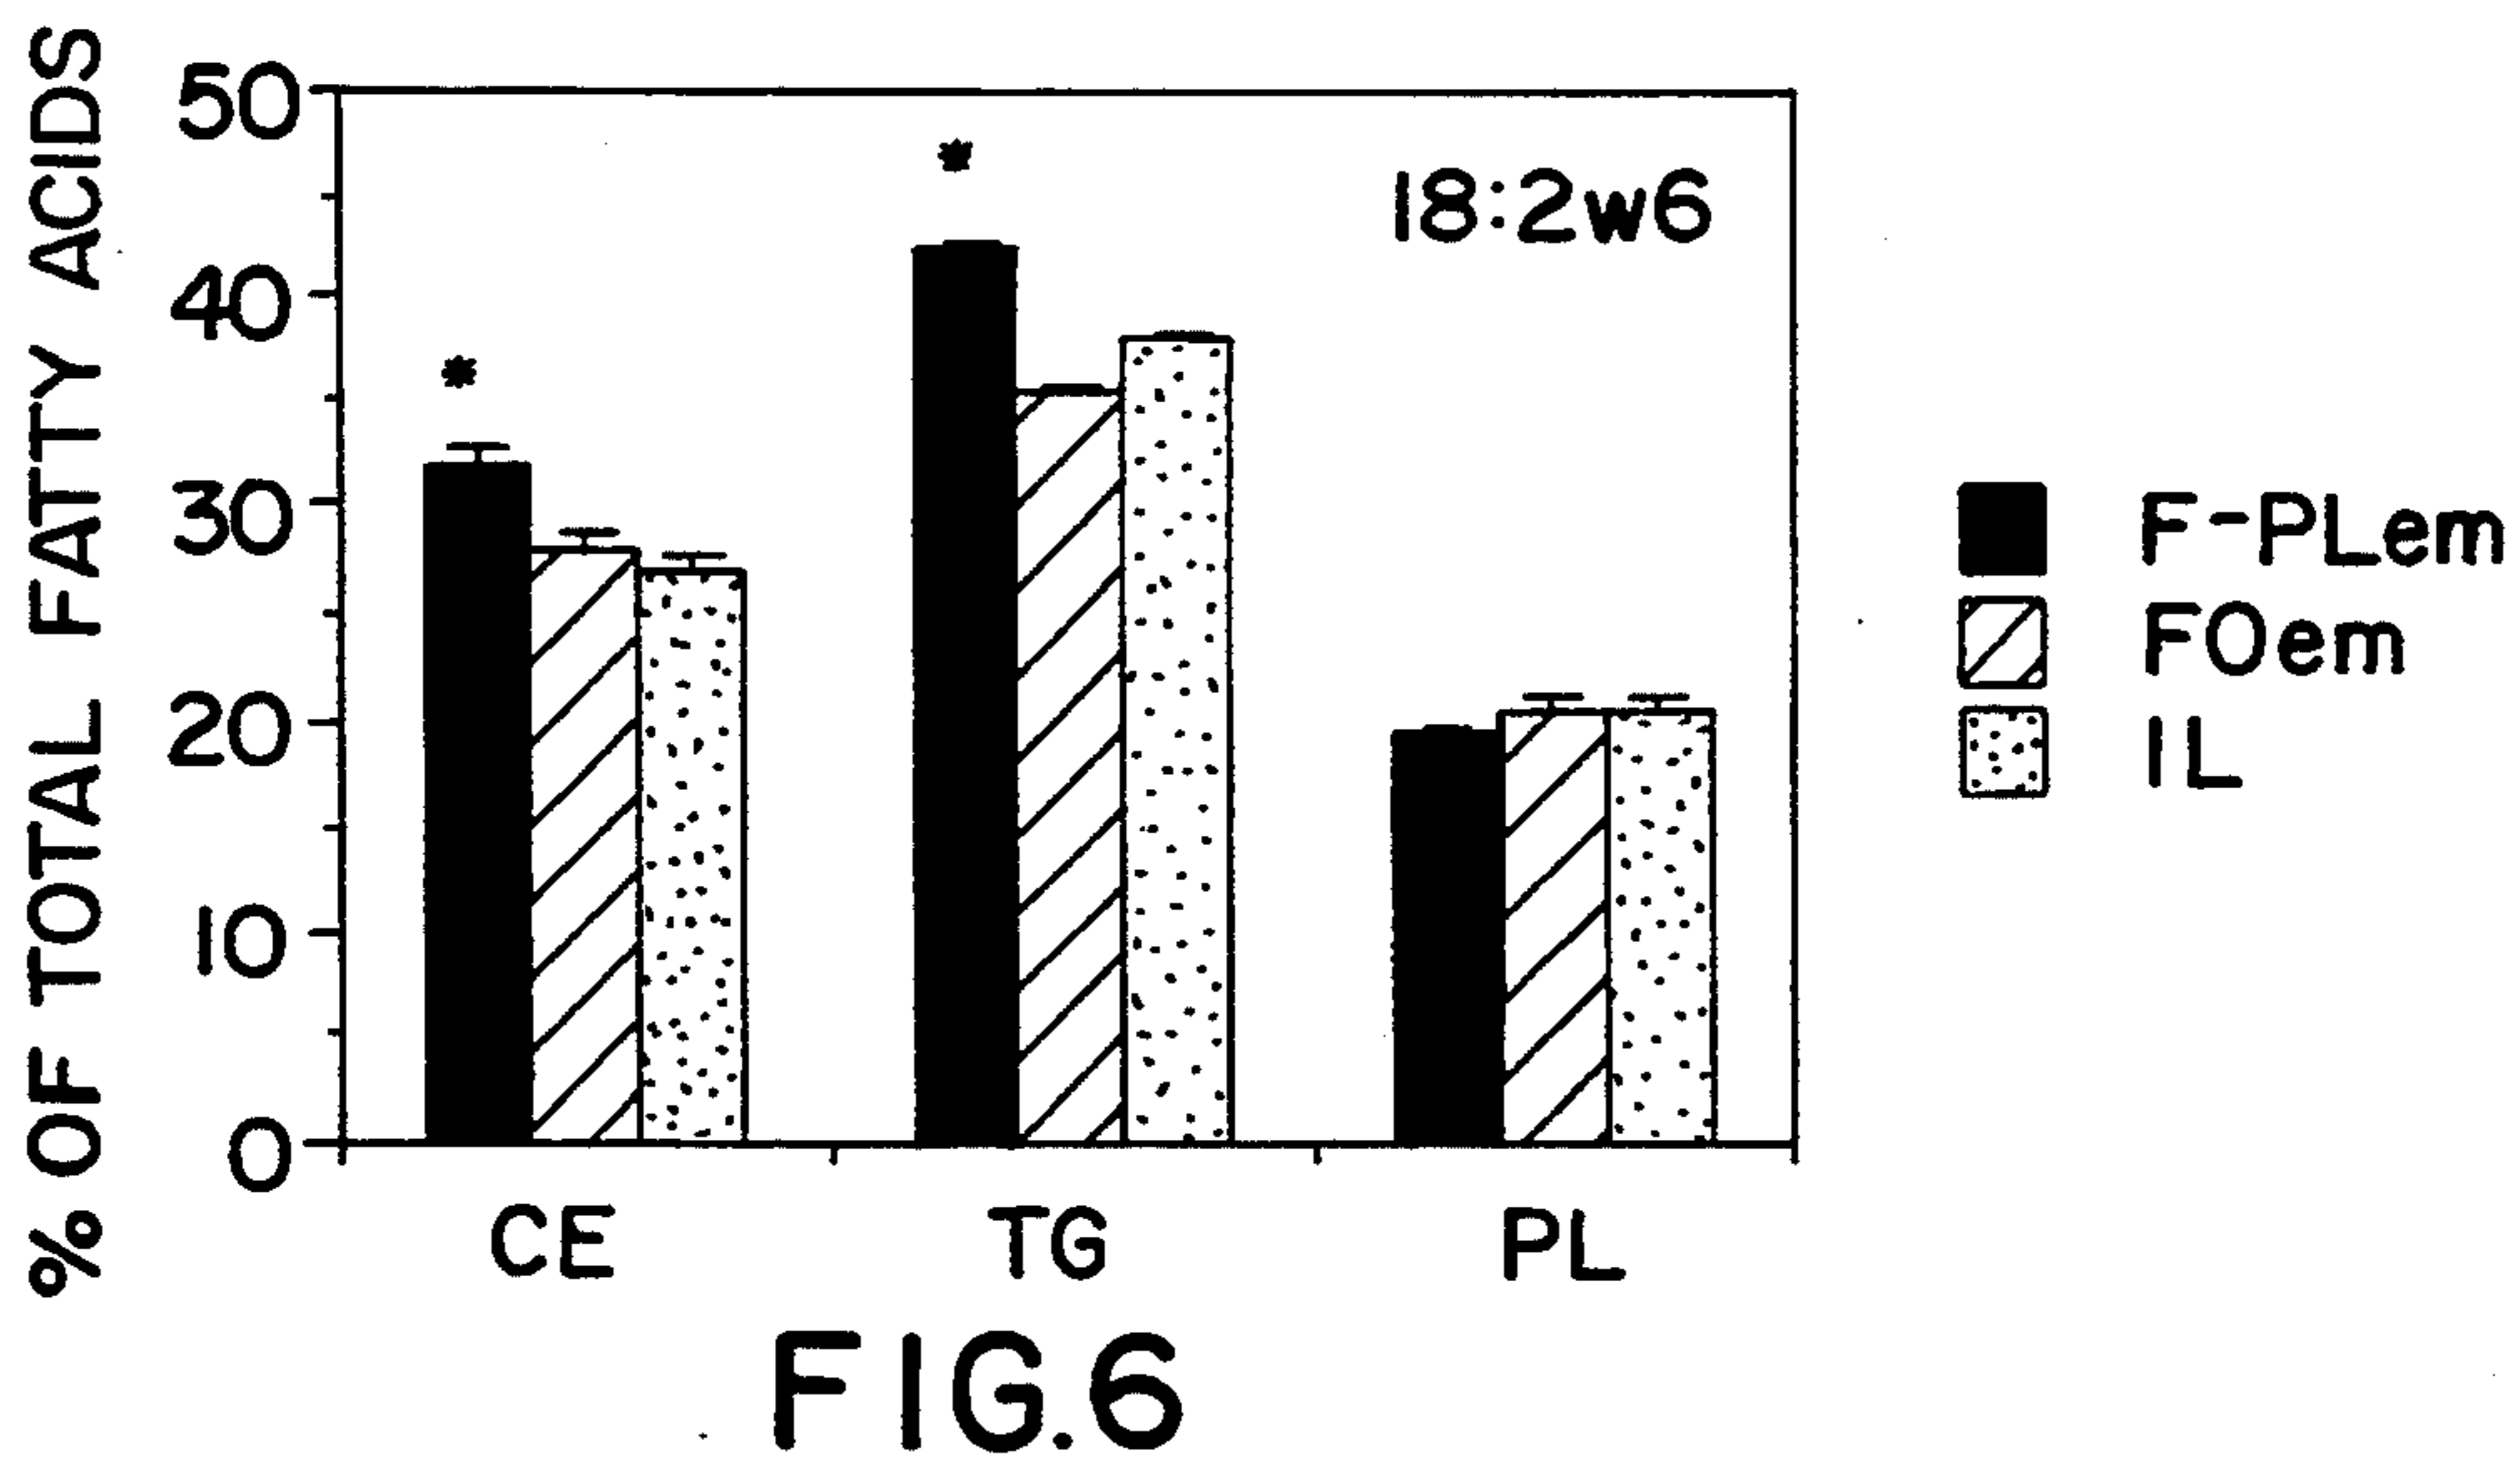 % OF TOTAL FATTY ACIDS
50
40
30
20
10
0
*
*
18:2w6
F-PLem
FOem
IL
CE TG PL
FIG.6